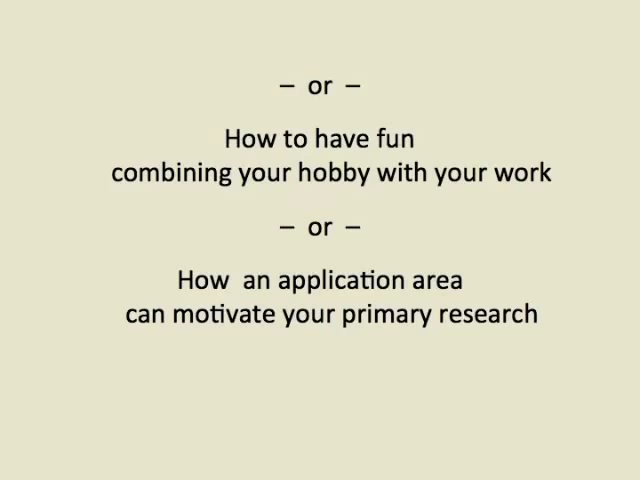 – or –
How to have fun
combining your hobby with your work
– or –
How an application area
can motivate your primary research